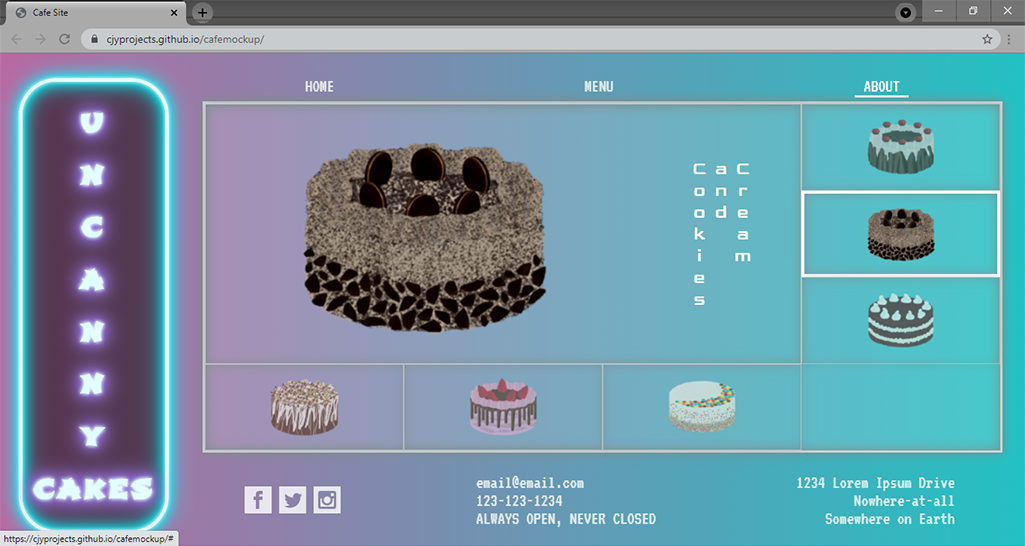 Cafe Site
cjyprojects.github.io/cafemockup/
UNCANNY
CAKES
HOME
MENU
ABOUT
Cookies
and
Cream
email@email.com
123-123-1234
ALWAYS OPEN, NEVER CLOSED
1234 Lorem Ipsum Drive
Nowhere-at-all
Somewhere on Earth
https://cjyprojects.github.io/cafemockup/#